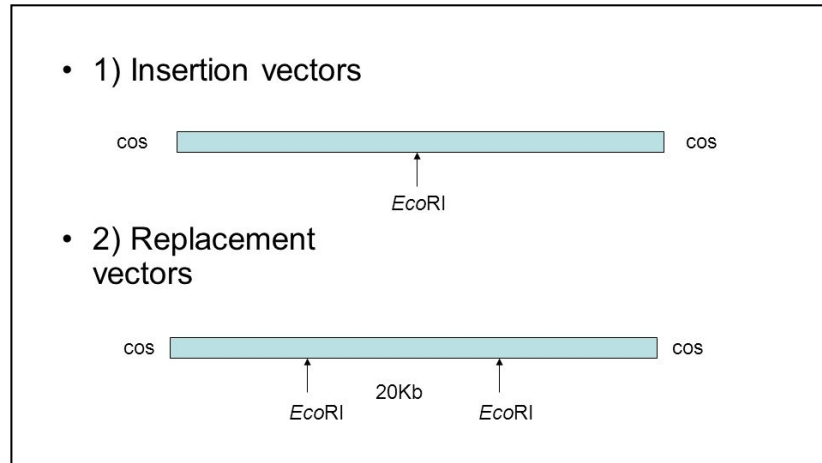 • 1) Insertion vectors
cos cos
EcoRI
• 2) Replacement
vectors
cos cos
20Kb
EcoRI EcoRI